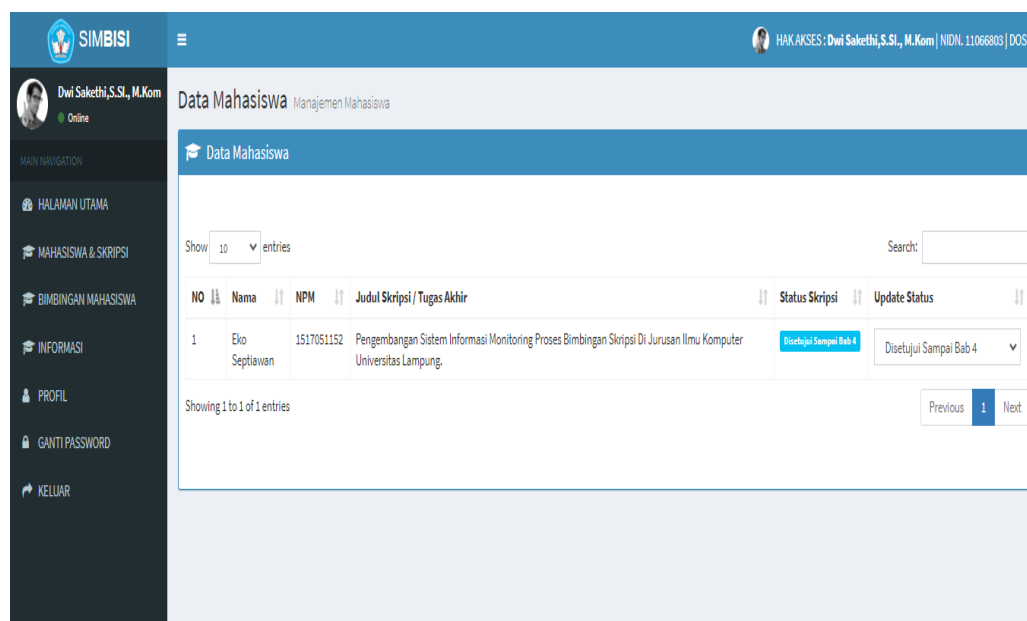 SIMBISI
HAK AKSES : Dwi Sakethi,S.SI., M.Kom | NIDN. 11066803 | DOS
Dwi Sakethi,S.SI., M.Kom
Online
MAIN NAVIGATION
HALAMAN UTAMA
MAHASISWA & SKRIPSI
BIMBINGAN MAHASISWA
INFORMASI
PROFIL
GANTI PASSWORD
KELUAR
Data Mahasiswa Manajemen Mahasiswa
Data Mahasiswa
Show 10 entries
Search:
NO Nama NPM Judul Skripsi / Tugas Akhir Status Skripsi Update Status
1 Eko Septiawan 1517051152 Pengembangan Sistem Informasi Monitoring Proses Bimbingan Skripsi Di Jurusan Ilmu Komputer Universitas Lampung. Disetujui Sampai Bab 4 Disetujui Sampai Bab 4
Showing 1 to 1 of 1 entries
Previous 1 Next